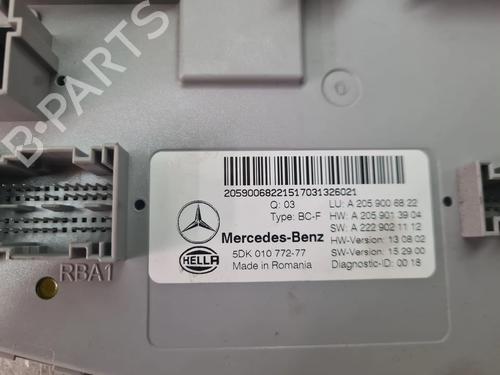 B-PARTS
20590068221517031326021
Q: 03 LU: A 205 900 68 22
Type: BC-F HW: A 205 901 39 04
SW: A 222 902 11 12
Mercedes-Benz HW-Version: 13 08 02
HELLA 5DK 010 772-77 SW-Version: 15 29 00
Made in Romania Diagnostic-ID: 00 18
RBA1